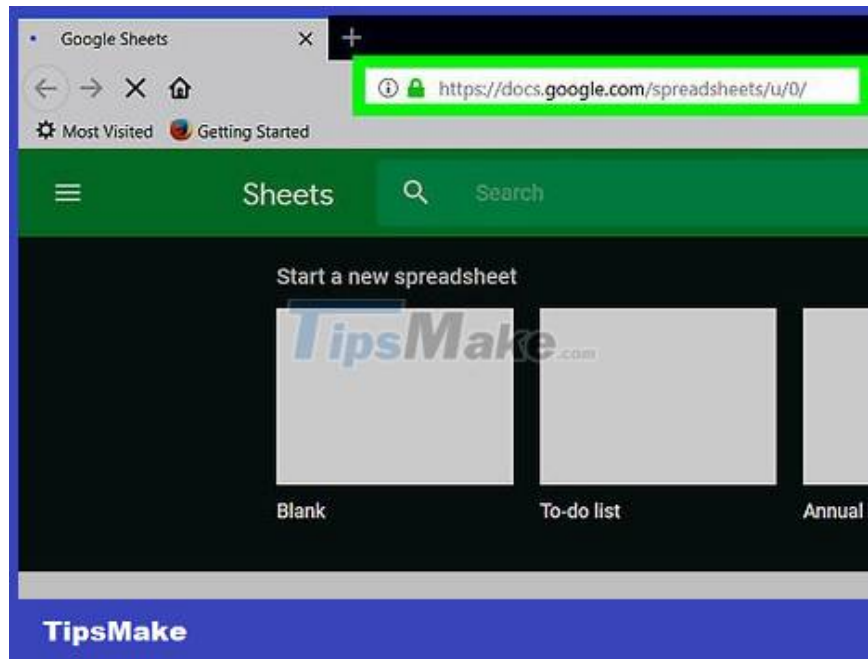 Google Sheets
https://docs.google.com/spreadsheets/u/0/
Most Visited Getting Started
Sheets Search
Start a new spreadsheet
TipsMake.com
Blank To-do list Annual
TipsMake